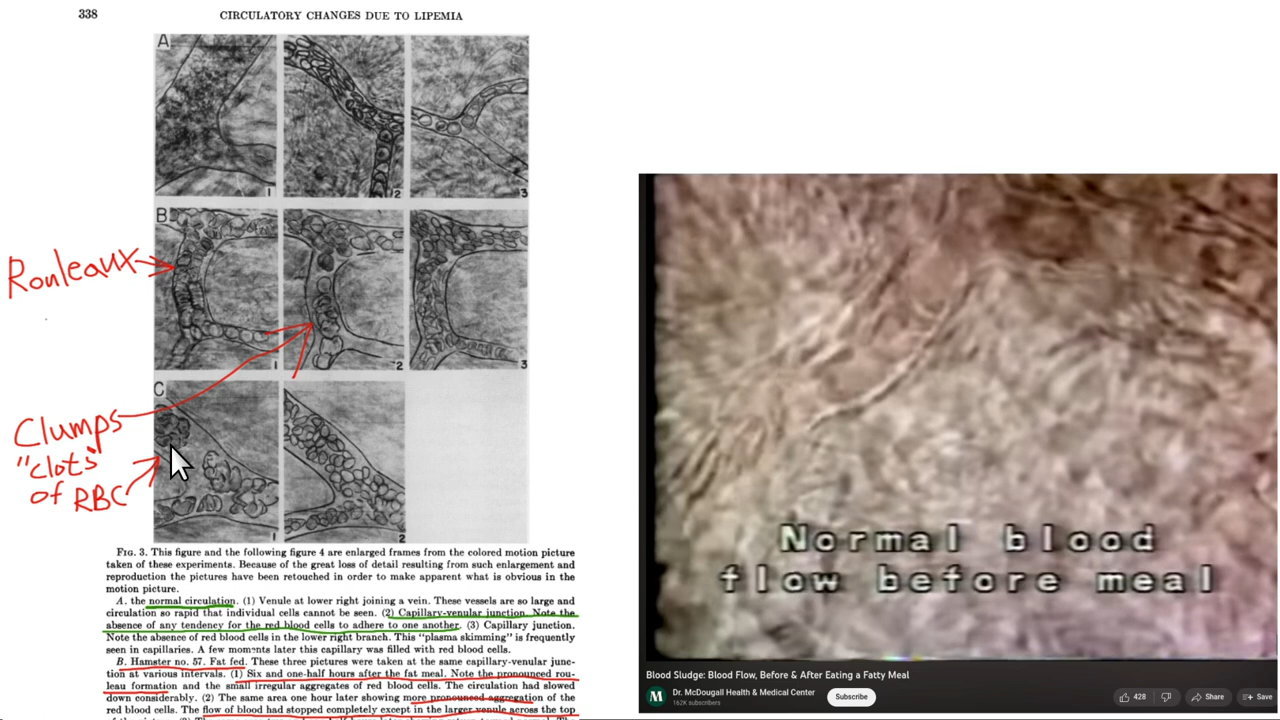 338
CIRCULATORY CHANGES DUE TO LIPEMIA
A
1
2
3
B
1
2
3
C
1
2
Rouleaux
Clumps
"clots"
of RBC
FIG. 3. This figure and the following figure 4 are enlarged frames from the colored motion picture
taken of these experiments. Because of the great loss of detail resulting from such enlargement and
reproduction the pictures have been retouched in order to make apparent what is obvious in the
motion picture.
A. the normal circulation. (1) Venule at lower right joining a vein. These vessels are so large and
circulation so rapid that individual cells cannot be seen. (2) Capillary-venular junction. Note the
absence of any tendency for the red blood cells to adhere to one another. (3) Capillary junction.
Note the absence of red blood cells in the lower right branch. This "plasma skimming" is frequently
seen in capillaries. A few moments later this capillary was filled with red blood cells.
B. Hamster no. 57. Fat fed. These three pictures were taken at the same capillary-venular junc-
tion at various intervals. (1) Six and one-half hours after the fat meal. Note the pronounced rou-
leau formation and the small irregular aggregates of red blood cells. The circulation had slowed
down considerably. (2) The same area one hour later showing more pronounced aggregation of the
red blood cells. The flow of blood had stopped completely except in the larger venule across the top
Normal blood
flow before meal
Blood Sludge: Blood Flow, Before & After Eating a Fatty Meal
M
Dr. McDougall Health & Medical Center
162K subscribers
Subscribe
428
Share
Save